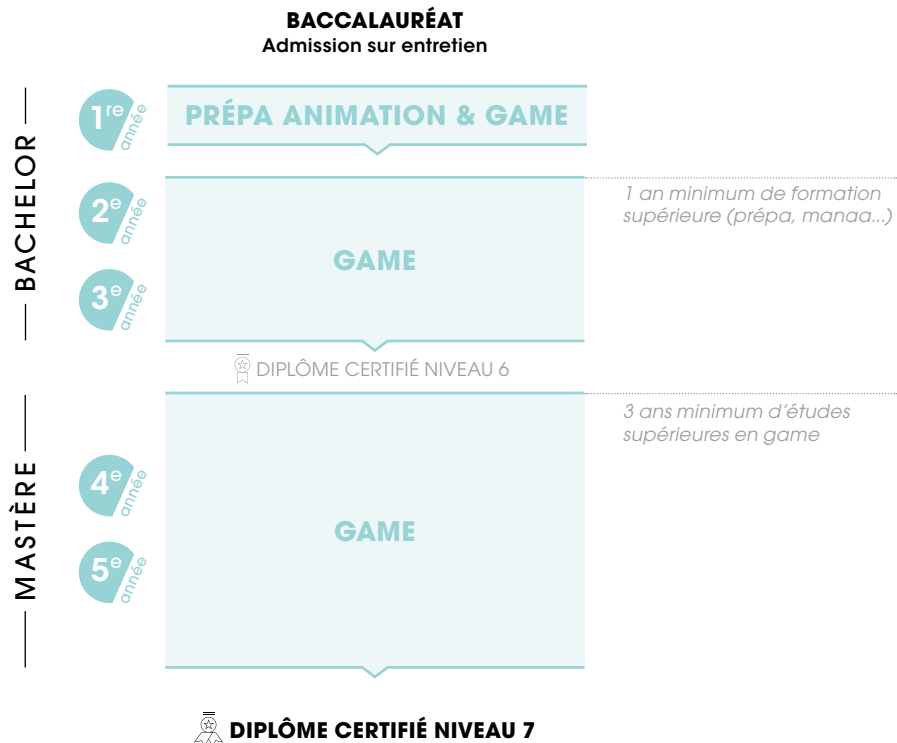 BACCALAURÉAT
Admission sur entretien
BACHELOR
1re année
PRÉPA ANIMATION & GAME
2e année
1 an minimum de formation
supérieure (prépa, manaa...)
GAME
3e année
DIPLÔME CERTIFIÉ NIVEAU 6
MASTÈRE
3 ans minimum d’études
supérieures en game
4e année
GAME
5e année
DIPLÔME CERTIFIÉ NIVEAU 7